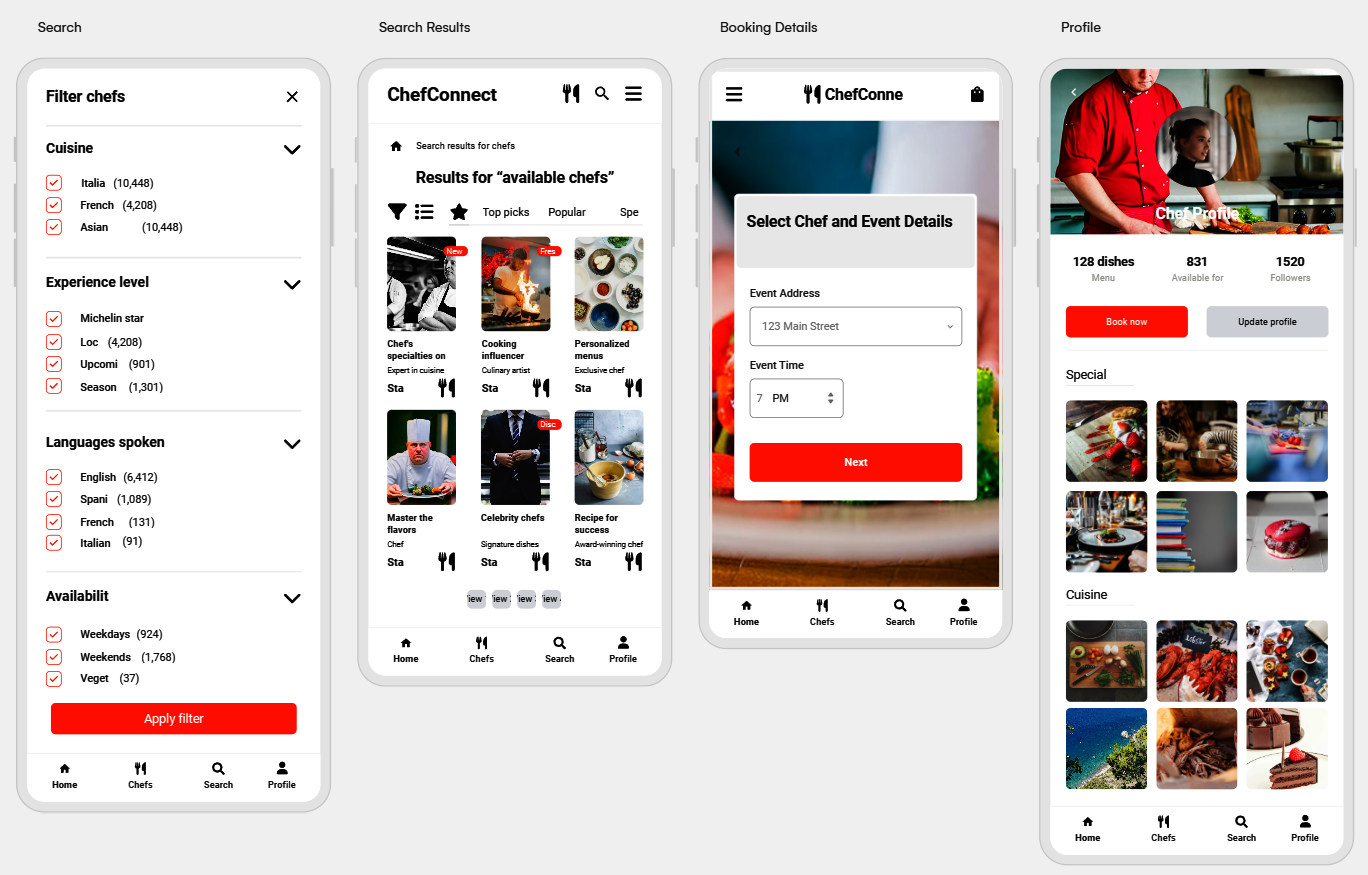 Search
Filter chefs
Cuisine
Italia (10,448)
French (4,208)
Asian (10,448)
Experience level
Michelin star
Loc (4,208)
Upcomi (901)
Season (1,301)
Languages spoken
English (6,412)
Spani (1,089)
French (131)
Italian (91)
Availabilit
Weekdays (924)
Weekends (1,768)
Veget (37)
Apply filter
Home Chefs Search Profile
Search Results
ChefConnect
Search results for chefs
Results for “available chefs”
Top picks Popular Spe
New Fres
Chef's Cooking Personalized
specialties on influencer menus
Expert in cuisine Culinary artist Exclusive chef
Sta Sta Sta
Disc
Master the Celebrity chefs Recipe for
flavors success
Chef Signature dishes Award-winning chef
Sta Sta Sta
Home Chefs Search Profile
Booking Details
ChefConne
Select Chef and Event Details
Event Address
123 Main Street
Event Time
7 PM
Next
Home Chefs Search Profile
Profile
Chef Profile
128 dishes 831 1520
Menu Available for Followers
Book now Update profile
Special
Cuisine
Lobster
Home Chefs Search Profile